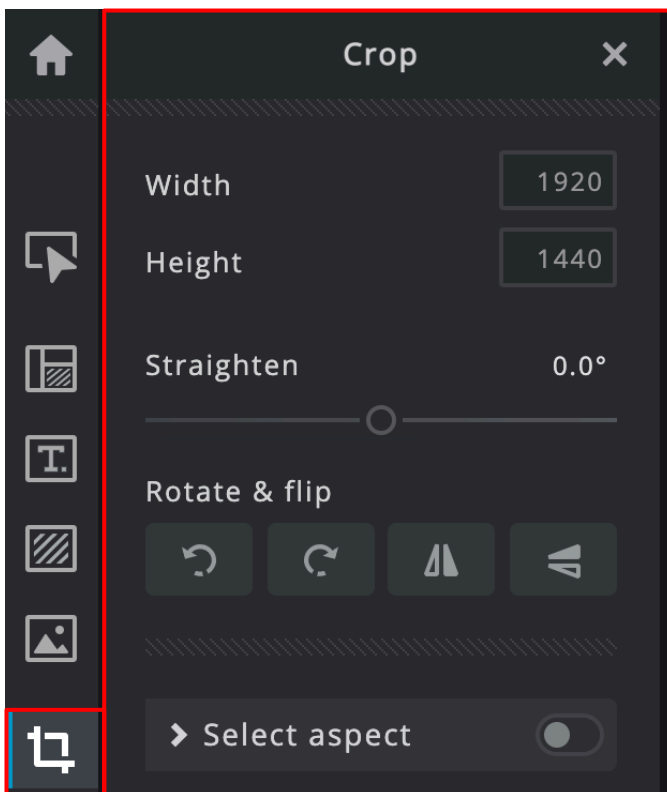 Crop
Width 1920
Height 1440
Straighten 0.0°
T.
Rotate & flip
Select aspect